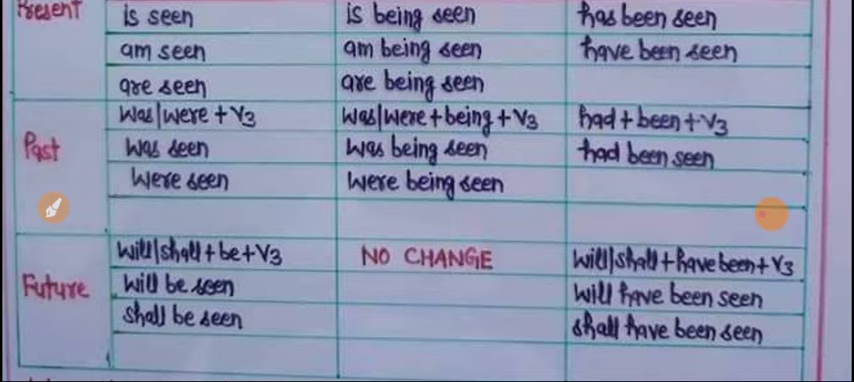 Present is seen is being seen has been seen
am seen am being seen have been seen
are seen are being seen
Was/were + V3 Was/were + being + V3 had + been + V3
Past Was seen Was being seen had been seen
Were seen Were being seen
Will/shall + be + V3 NO CHANGE will/shall + have been + V3
Future will be seen will have been seen
shall be seen shall have been seen